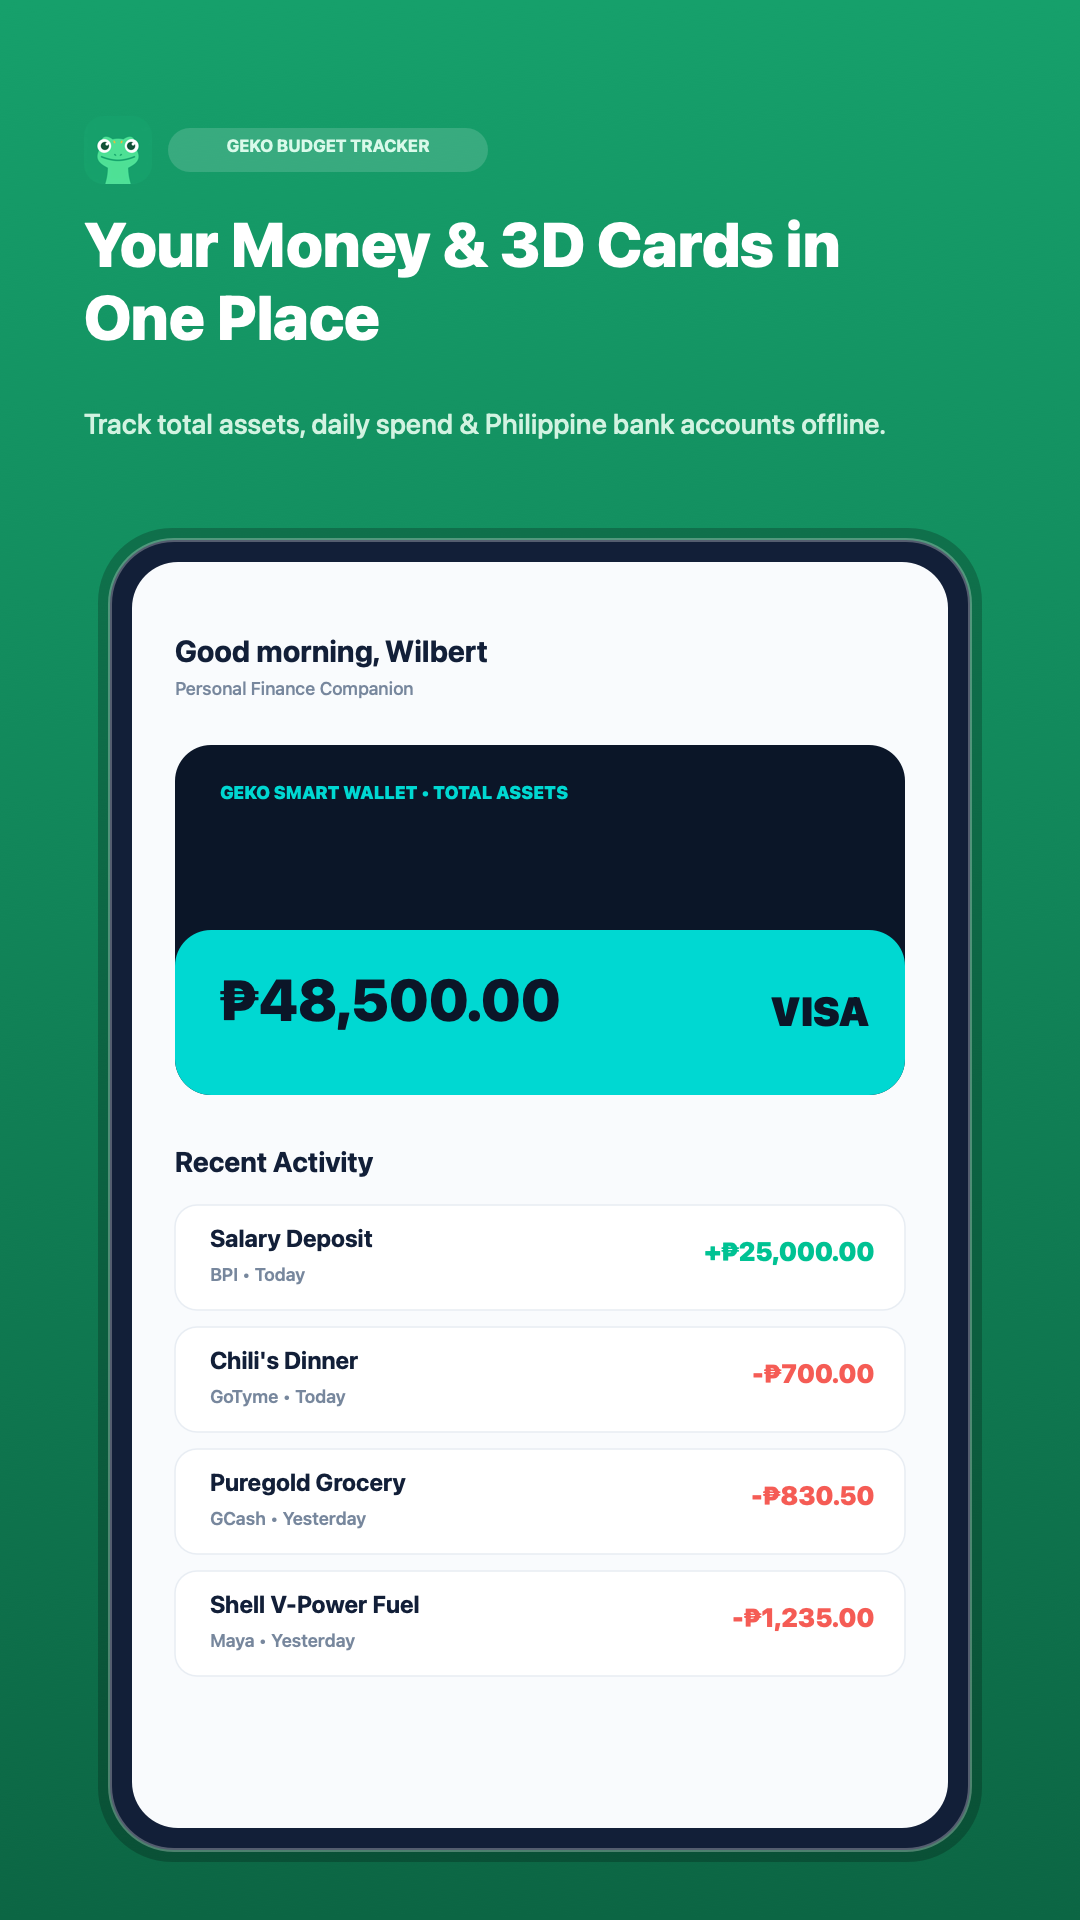 GEKO BUDGET TRACKER
Your Money & 3D Cards in
One Place
Track total assets, daily spend & Philippine bank accounts offline.
Good morning, Wilbert
Personal Finance Companion
GEKO SMART WALLET • TOTAL ASSETS
₱48,500.00
VISA
Recent Activity
Salary Deposit
+₱25,000.00
BPI • Today
Chili's Dinner
-₱700.00
GoTyme • Today
Puregold Grocery
-₱830.50
GCash • Yesterday
Shell V-Power Fuel
-₱1,235.00
Maya • Yesterday